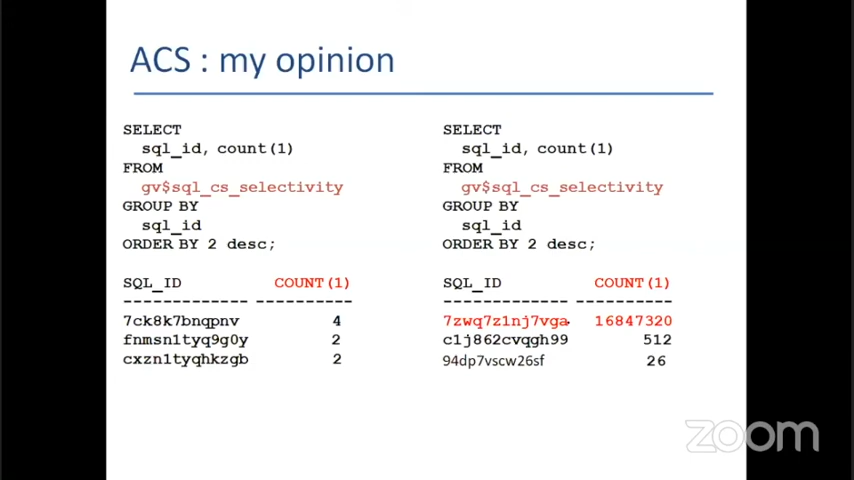 ACS : my opinion
SELECT
sql_id, count(1)
FROM
gv$sql_cs_selectivity
GROUP BY
sql_id
ORDER BY 2 desc;
SQL_ID COUNT(1)
------------- ----------
7ck8k7bnqpnv 4
fnmsn1tyq9g0y 2
cxzn1tyqhkzgb 2
SELECT
sql_id, count(1)
FROM
gv$sql_cs_selectivity
GROUP BY
sql_id
ORDER BY 2 desc;
SQL_ID COUNT(1)
------------- ----------
7zwq7z1nj7vga 16847320
c1j862cvqgh99 512
94dp7vscw26sf 26
zoom